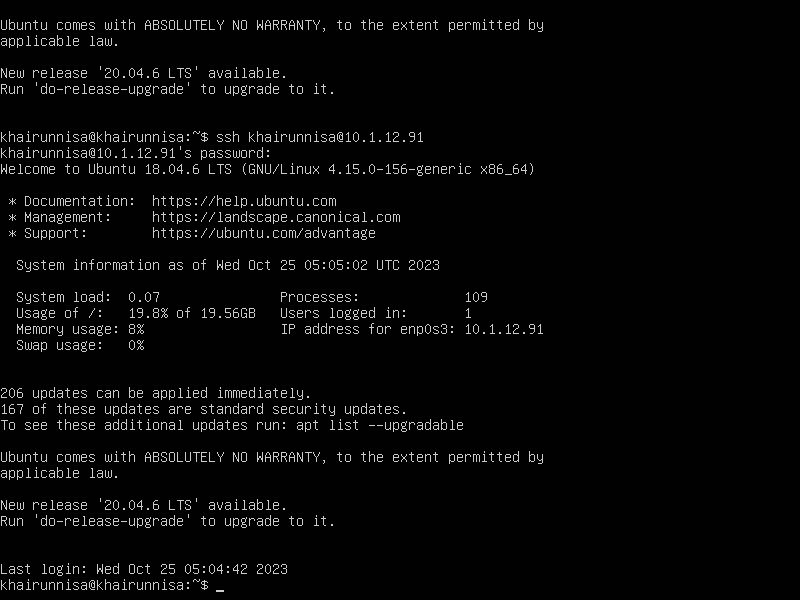 Ubuntu comes with ABSOLUTELY NO WARRANTY, to the extent permitted by
applicable law.
New release '20.04.6 LTS' available.
Run 'do-release-upgrade' to upgrade to it.
khairunnisa@khairunnisa:~$ ssh khairunnisa@10.1.12.91
khairunnisa@10.1.12.91's password:
Welcome to Ubuntu 18.04.6 LTS (GNU/Linux 4.15.0-156-generic x86_64)
* Documentation:  https://help.ubuntu.com
* Management:     https://landscape.canonical.com
* Support:        https://ubuntu.com/advantage
System information as of Wed Oct 25 05:05:02 UTC 2023
System load:  0.07               Processes:             109
Usage of /:   19.8% of 19.56GB   Users logged in:       1
Memory usage: 8%                 IP address for enp0s3: 10.1.12.91
Swap usage:   0%
206 updates can be applied immediately.
167 of these updates are standard security updates.
To see these additional updates run: apt list --upgradable
Ubuntu comes with ABSOLUTELY NO WARRANTY, to the extent permitted by
applicable law.
New release '20.04.6 LTS' available.
Run 'do-release-upgrade' to upgrade to it.
Last login: Wed Oct 25 05:04:42 2023
khairunnisa@khairunnisa:~$ _